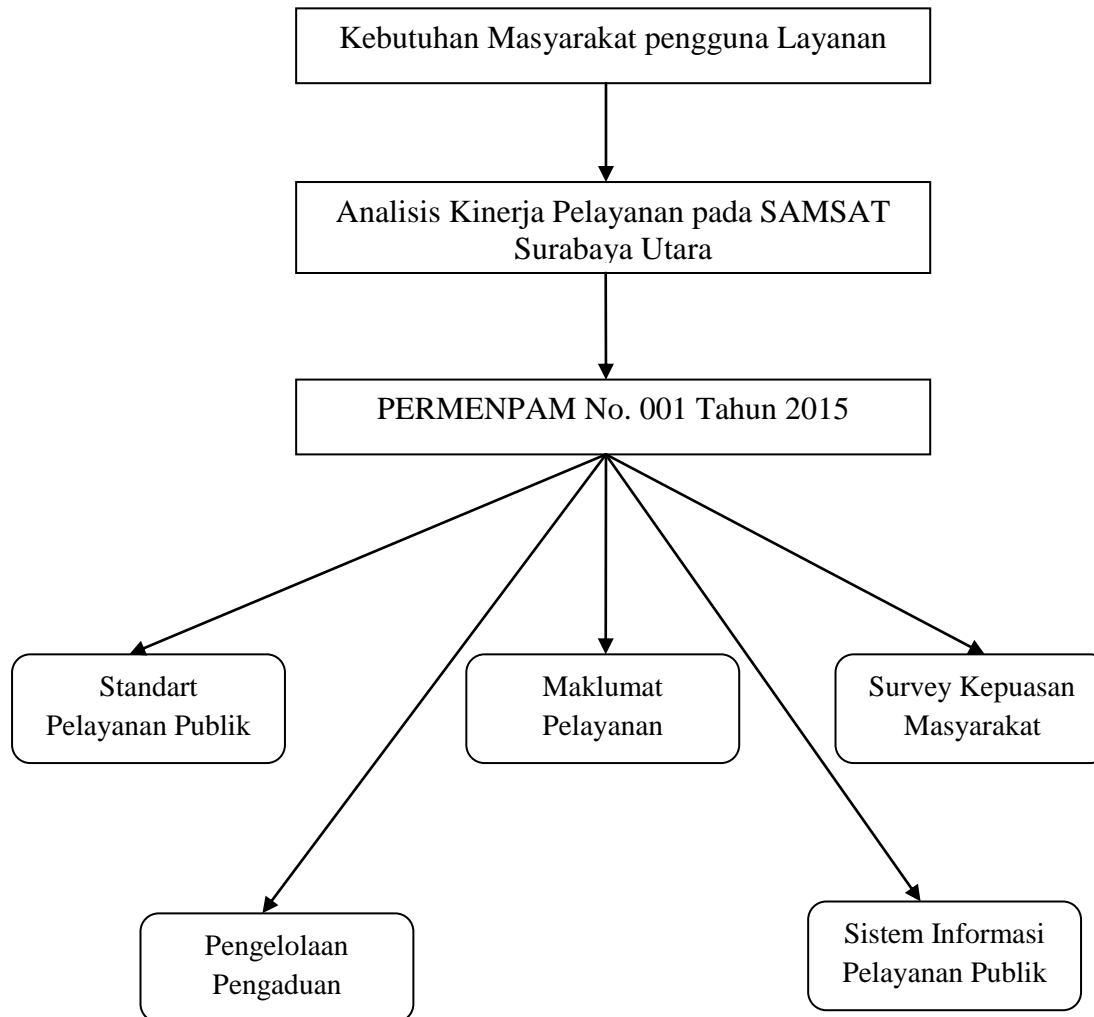 Kebutuhan Masyarakat pengguna Layanan
Analisis Kinerja Pelayanan pada SAMSAT
Surabaya Utara
PERMENPAM No. 001 Tahun 2015
Standart
Pelayanan Publik
Maklumat
Pelayanan
Survey Kepuasan
Masyarakat
Pengelolaan
Pengaduan
Sistem Informasi
Pelayanan Publik